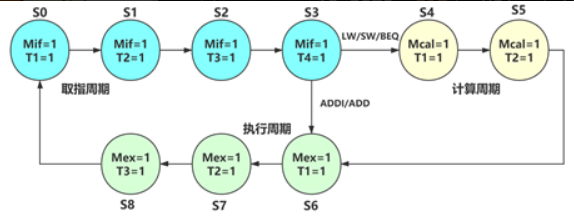 S0
S1
S2
S3
S4
S5
Mif=1
T1=1
Mif=1
T2=1
Mif=1
T3=1
Mif=1
T4=1
LW/SW/BEQ
Mcal=1
T1=1
Mcal=1
T2=1
取指周期
计算周期
ADDI/ADD
执行周期
Mex=1
T3=1
Mex=1
T2=1
Mex=1
T1=1
S8
S7
S6